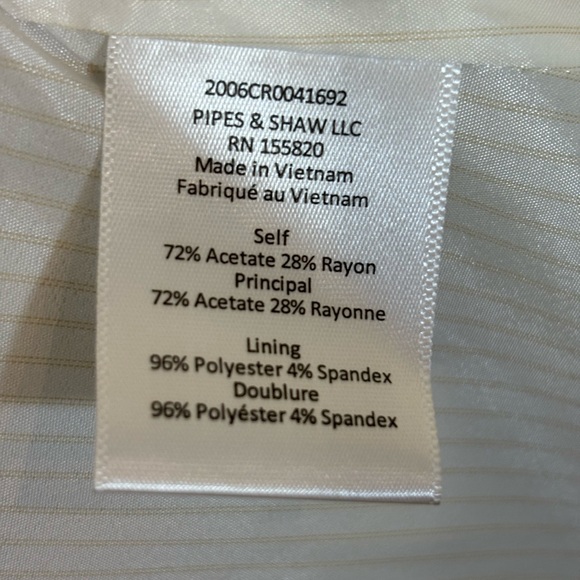 2006CR0041692
PIPES & SHAW LLC
RN 155820
Made in Vietnam
Fabriqué au Vietnam
Self
72% Acetate 28% Rayon
Principal
72% Acetate 28% Rayonne
Lining
96% Polyester 4% Spandex
Doublure
96% Polyéster 4% Spandex